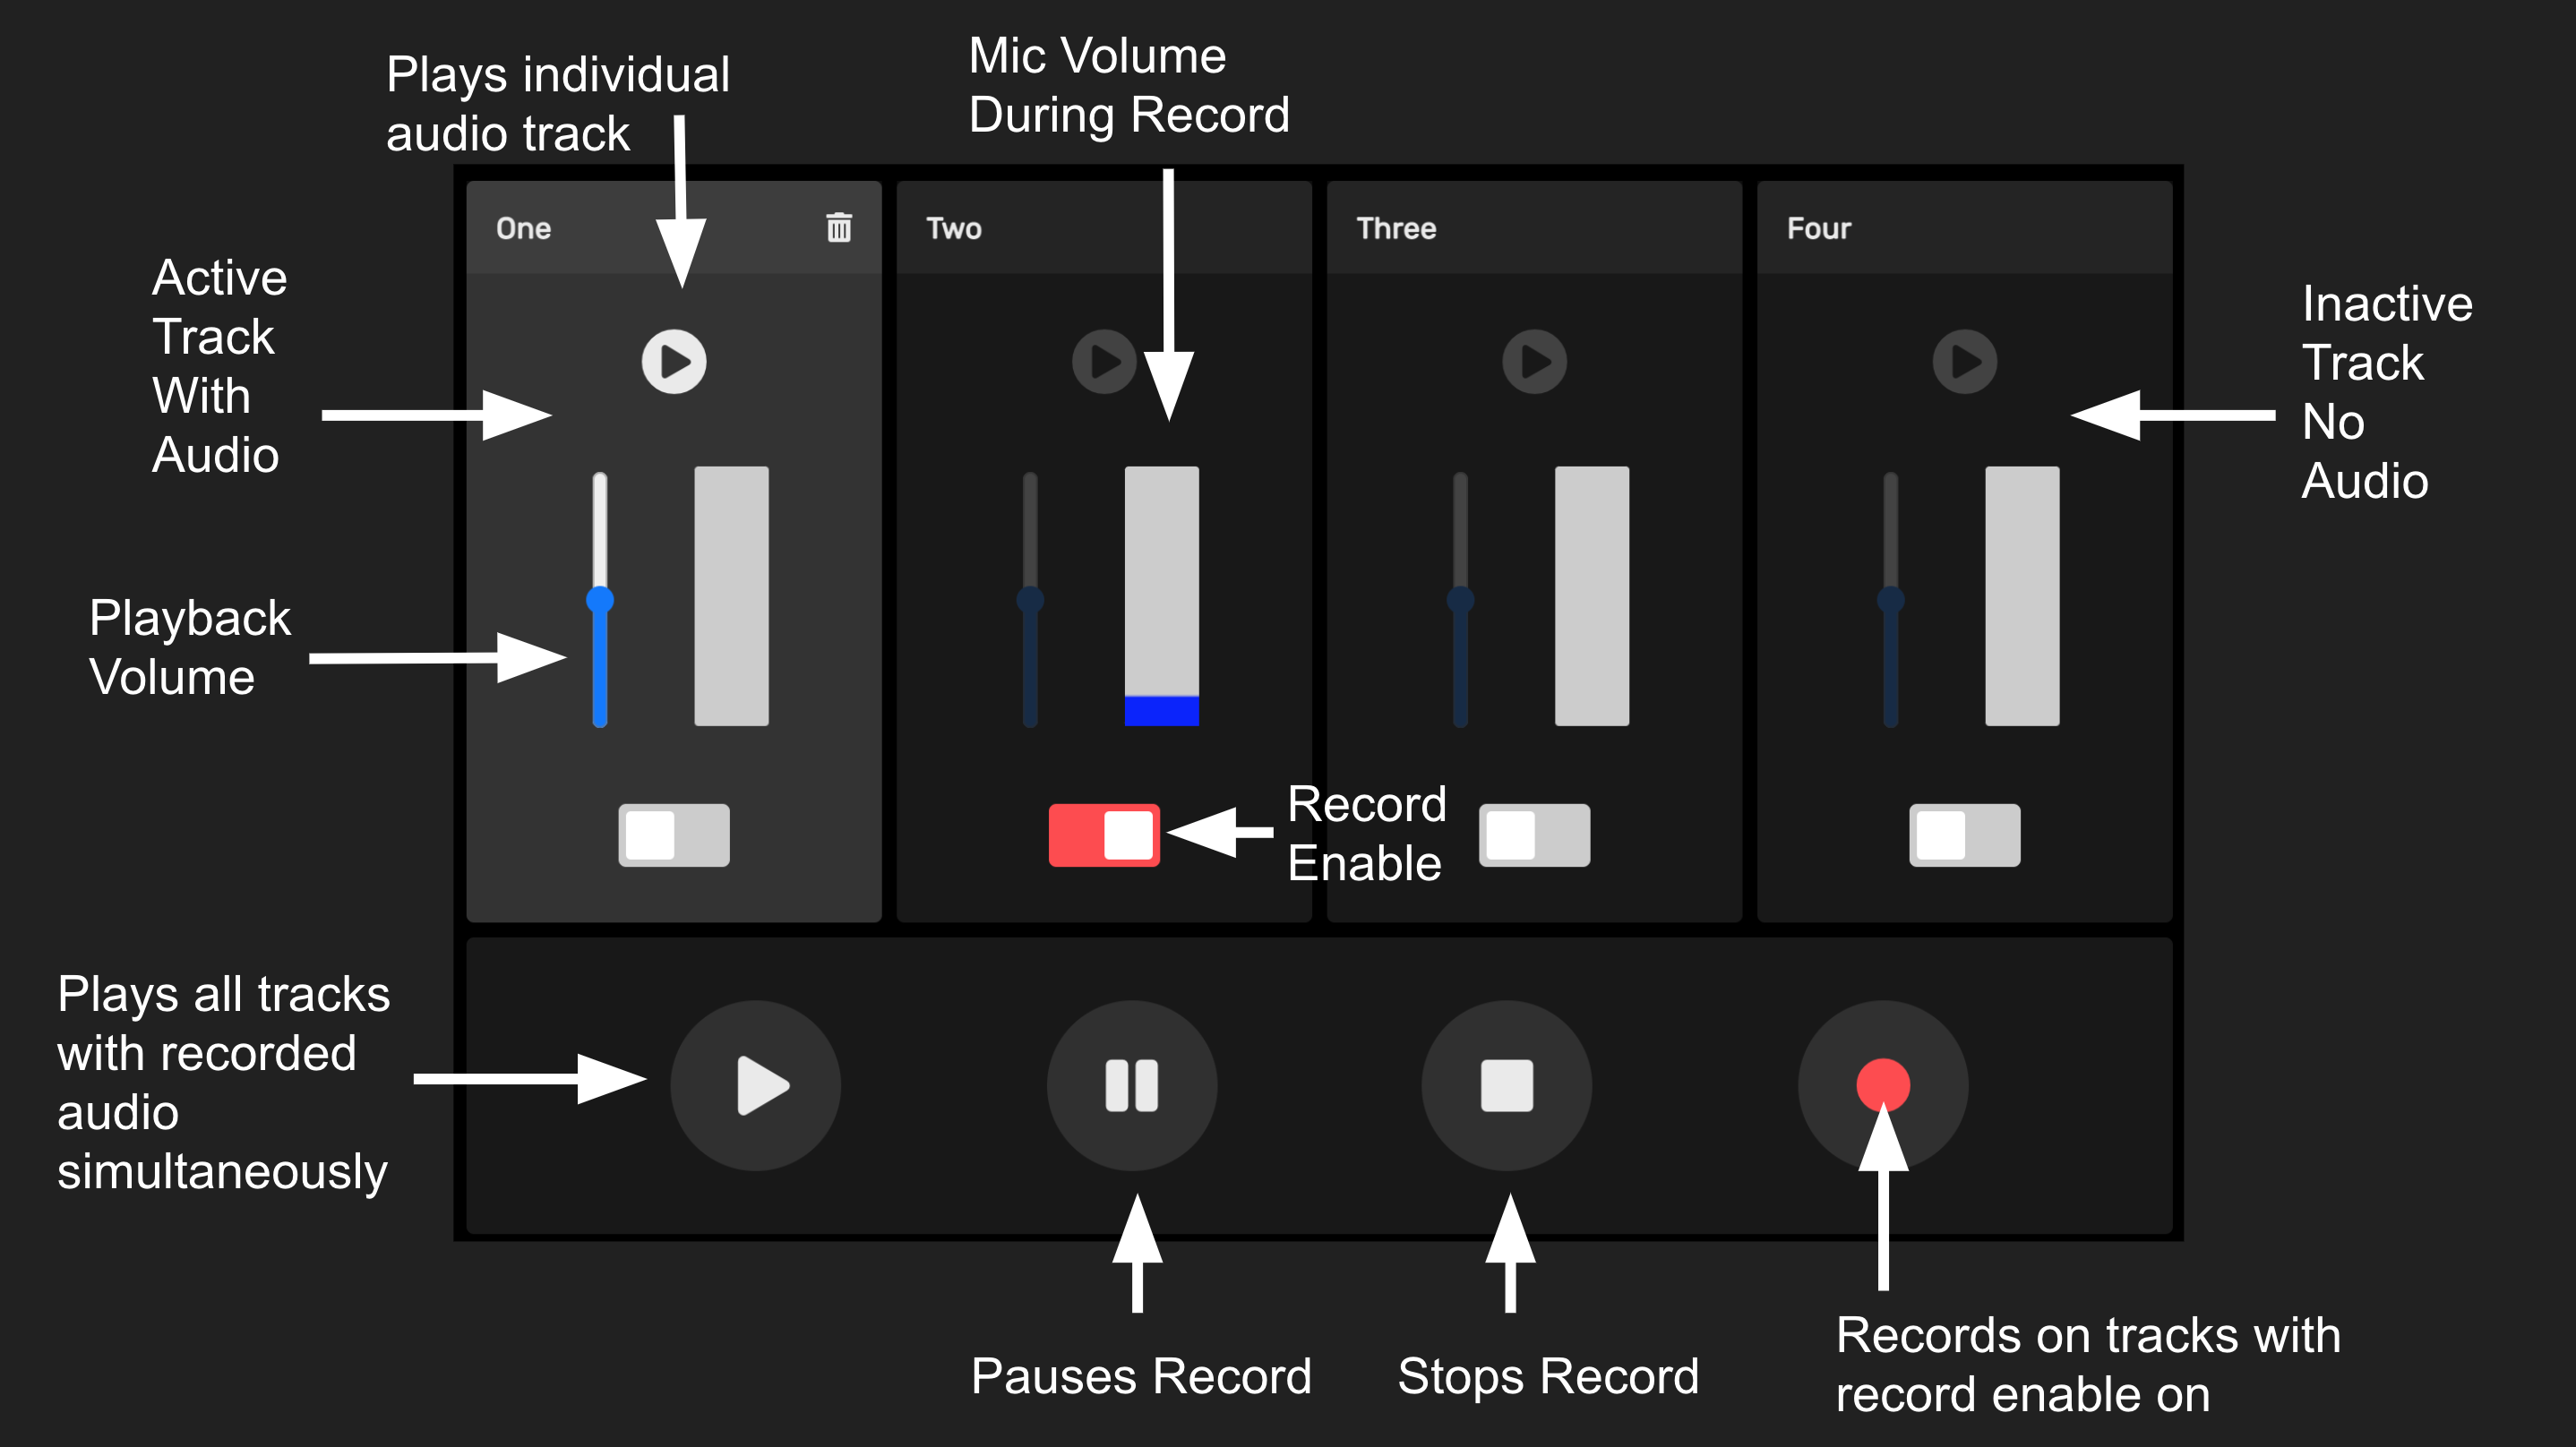 Plays individual
audio track
Mic Volume
During Record
One
Two
Three
Four
Active
Track
With
Audio
Inactive
Track
No
Audio
Playback
Volume
Record
Enable
Plays all tracks
with recorded
audio
simultaneously
Pauses Record
Stops Record
Records on tracks with
record enable on